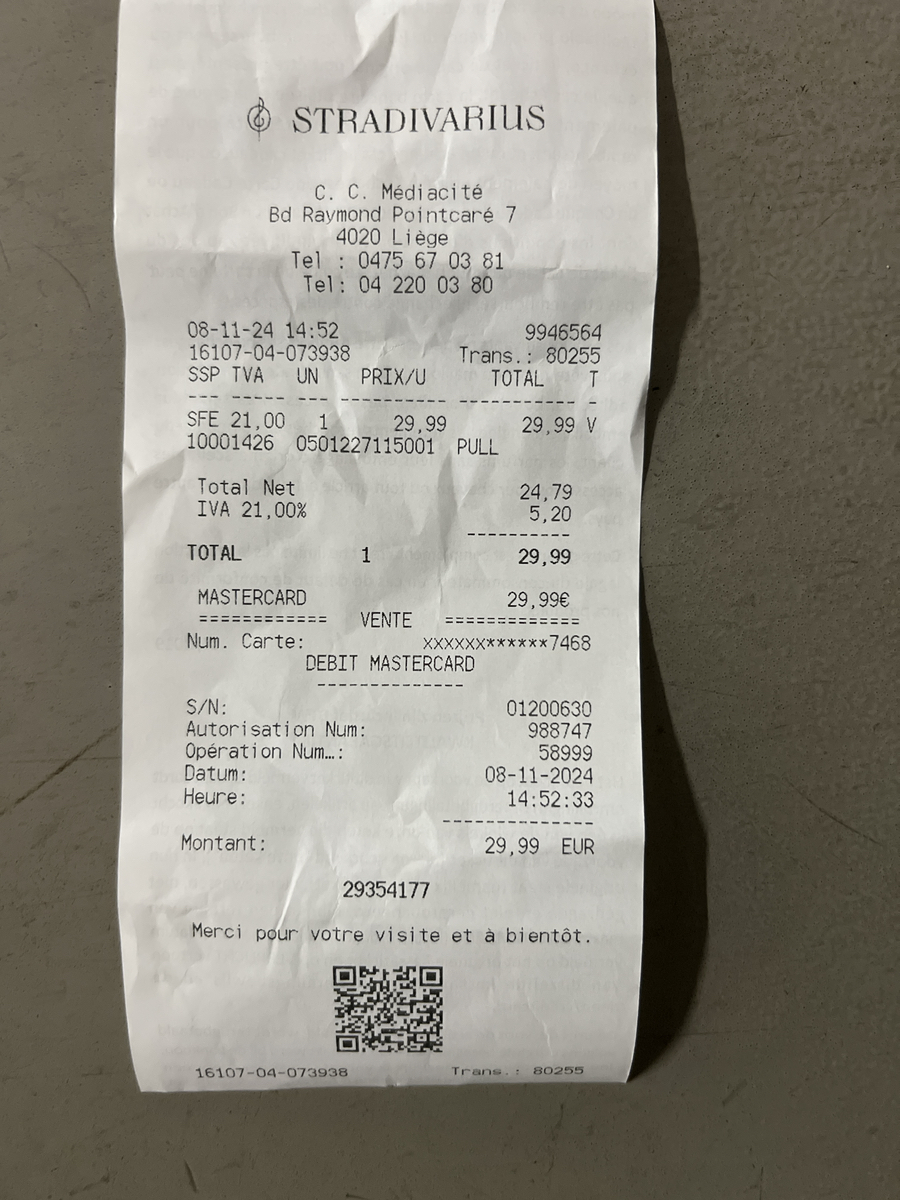 STRADIVARIUS
C. C. Médiacité
Bd Raymond Pointcaré 7
4020 Liège
Tel : 0475 67 03 81
Tel: 04 220 03 80
08-11-24 14:52 9946564
16107-04-073938 Trans.: 80255
SSP TVA UN PRIX/U TOTAL T
--- ----- --- ---------- ----------- -
SFE 21,00 1 29,99 29,99 V
10001426 0501227115001 PULL
Total Net 24,79
IVA 21,00% 5,20
----------
TOTAL 1 29,99
MASTERCARD 29,99€
============ VENTE =============
Num. Carte: XXXXXX******7468
DEBIT MASTERCARD
--------------
S/N: 01200630
Autorisation Num: 988747
Opération Num…: 58999
Datum: 08-11-2024
Heure: 14:52:33
--------------
Montant: 29,99 EUR
29354177
Merci pour votre visite et à bientôt.
16107-04-073938 Trans.: 80255